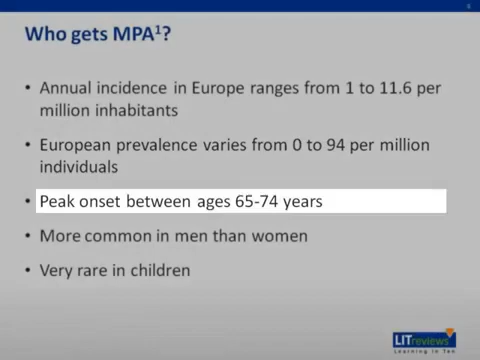 Who gets MPA¹?
• Annual incidence in Europe ranges from 1 to 11.6 per
million inhabitants
• European prevalence varies from 0 to 94 per million
individuals
• Peak onset between ages 65-74 years
• More common in men than women
• Very rare in children
LITreviews
Learning in Ten